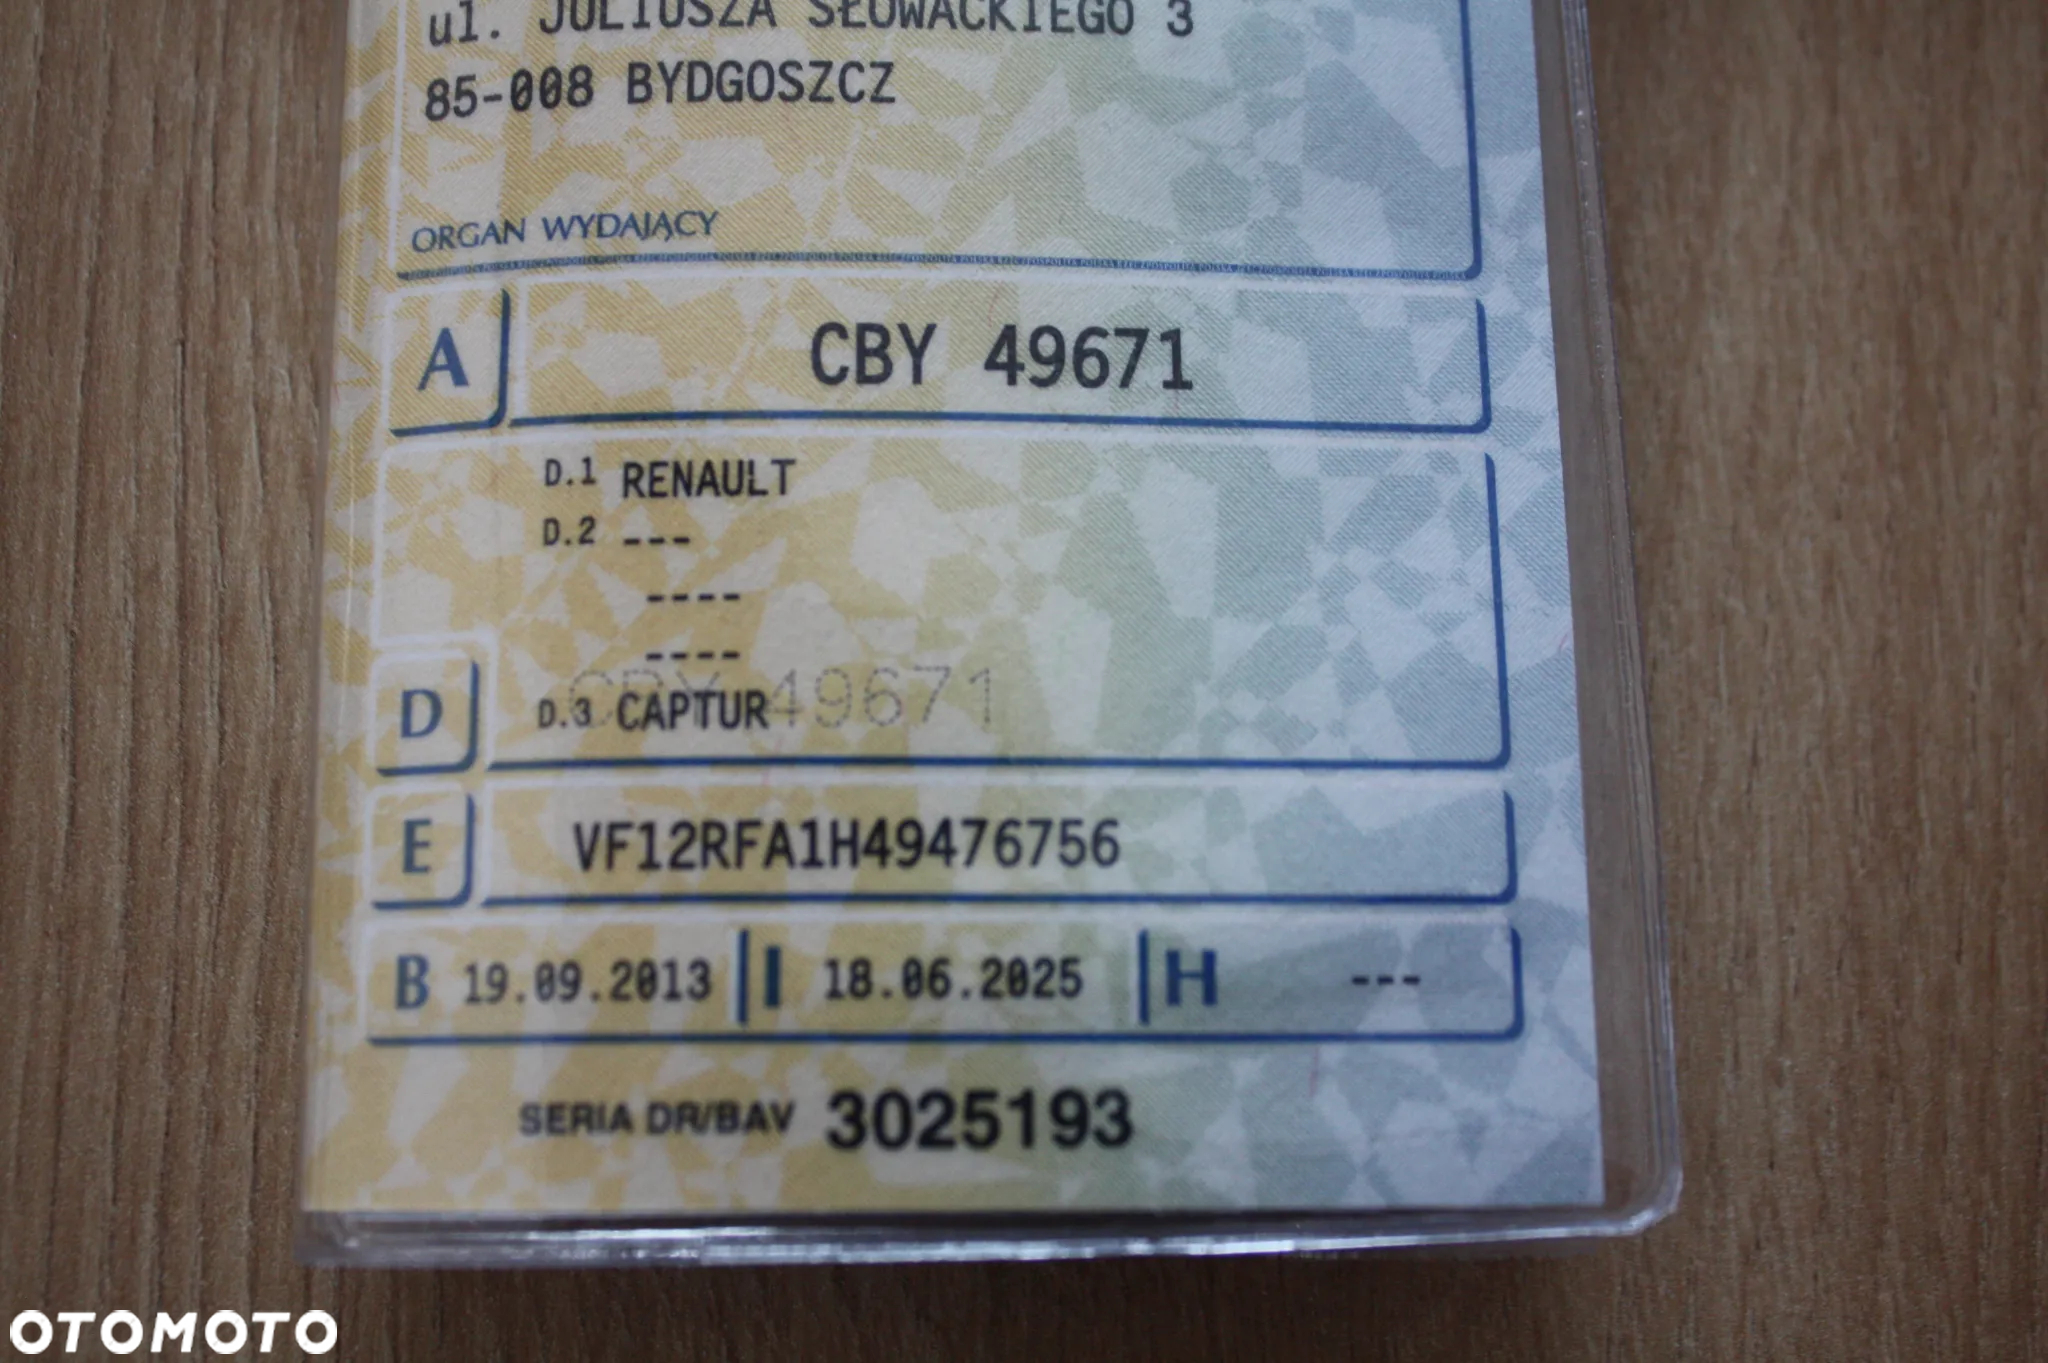 ul. JULIUSZA SŁOWACKIEGO 3
85-008 BYDGOSZCZ
ORGAN WYDAJĄCY
A CBY 49671
D.1 RENAULT
D.2 ---
----
----
CBY 49671
D D.3 CAPTUR
E VF12RFA1H49476756
B 19.09.2013 I 18.06.2025 H ---
SERIA DR/BAV 3025193
OTOMOTO